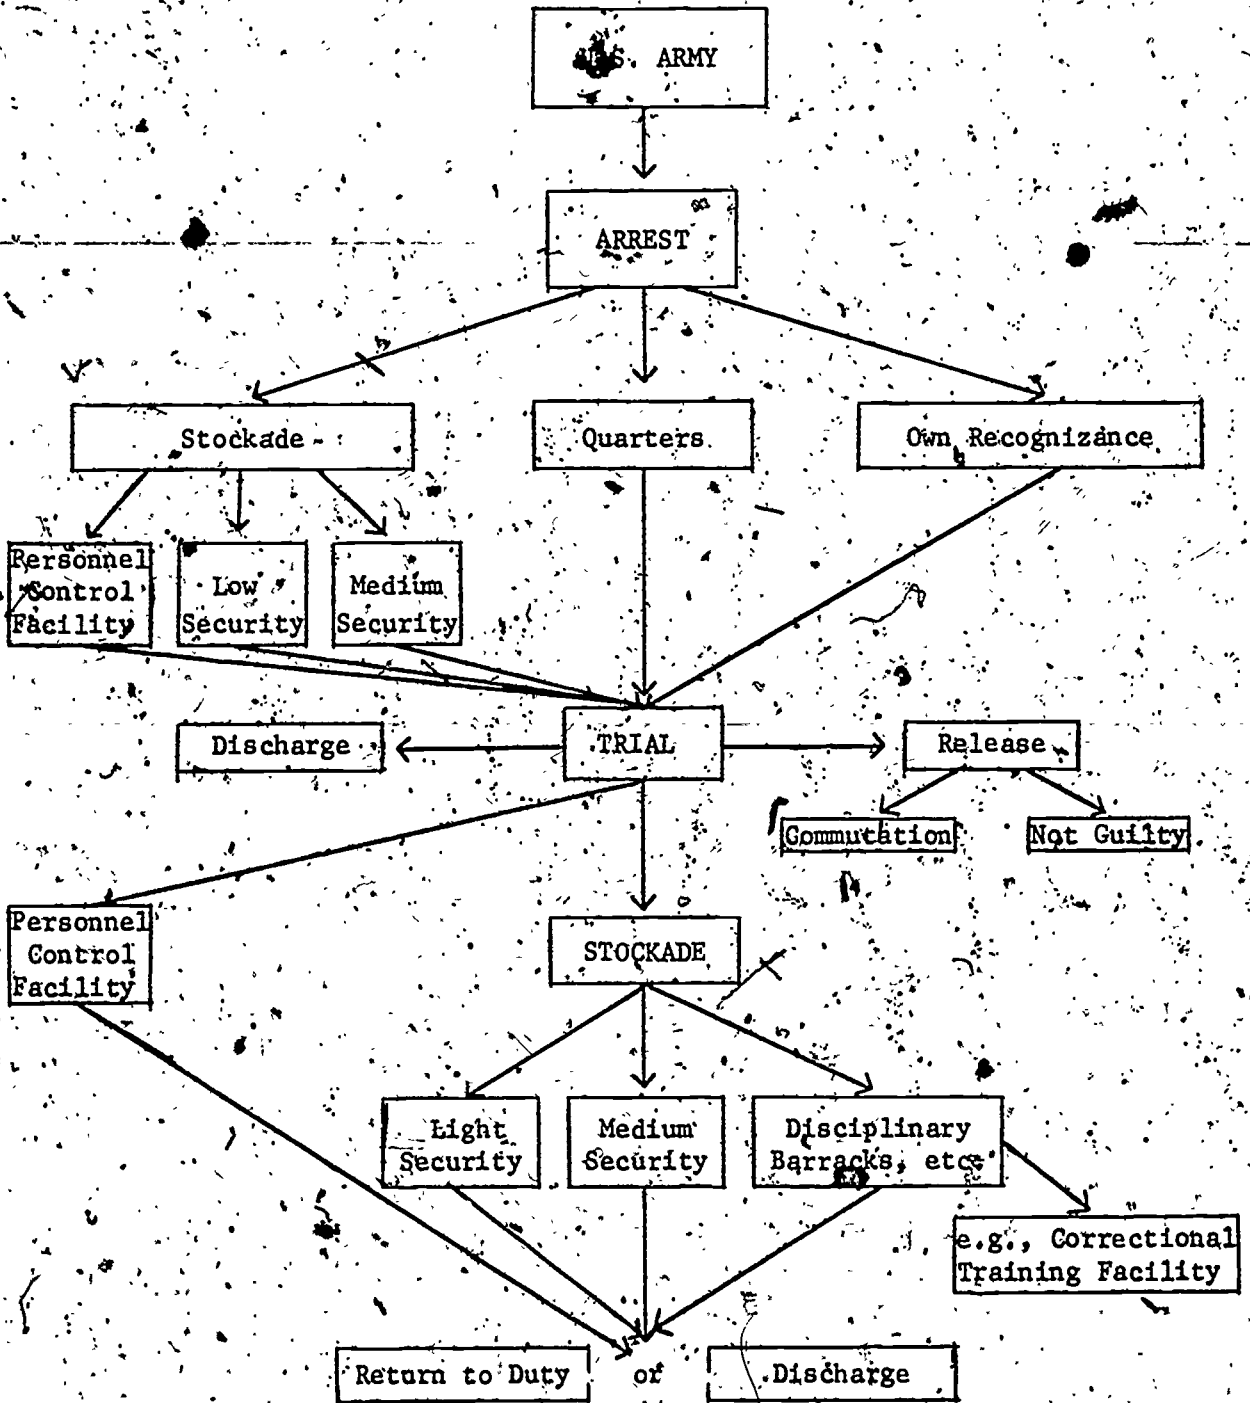 U.S. ARMY
ARREST
Stockade
Quarters
Own Recognizance
Personnel
Control
Facility
Low
Security
Medium
Security
Discharge
TRIAL
Release
Commutation
Not Guilty
Personnel
Control
Facility
STOCKADE
Light
Security
Medium
Security
Disciplinary
Barracks, etc.
e.g., Correctional
Training Facility
Return to Duty or Discharge